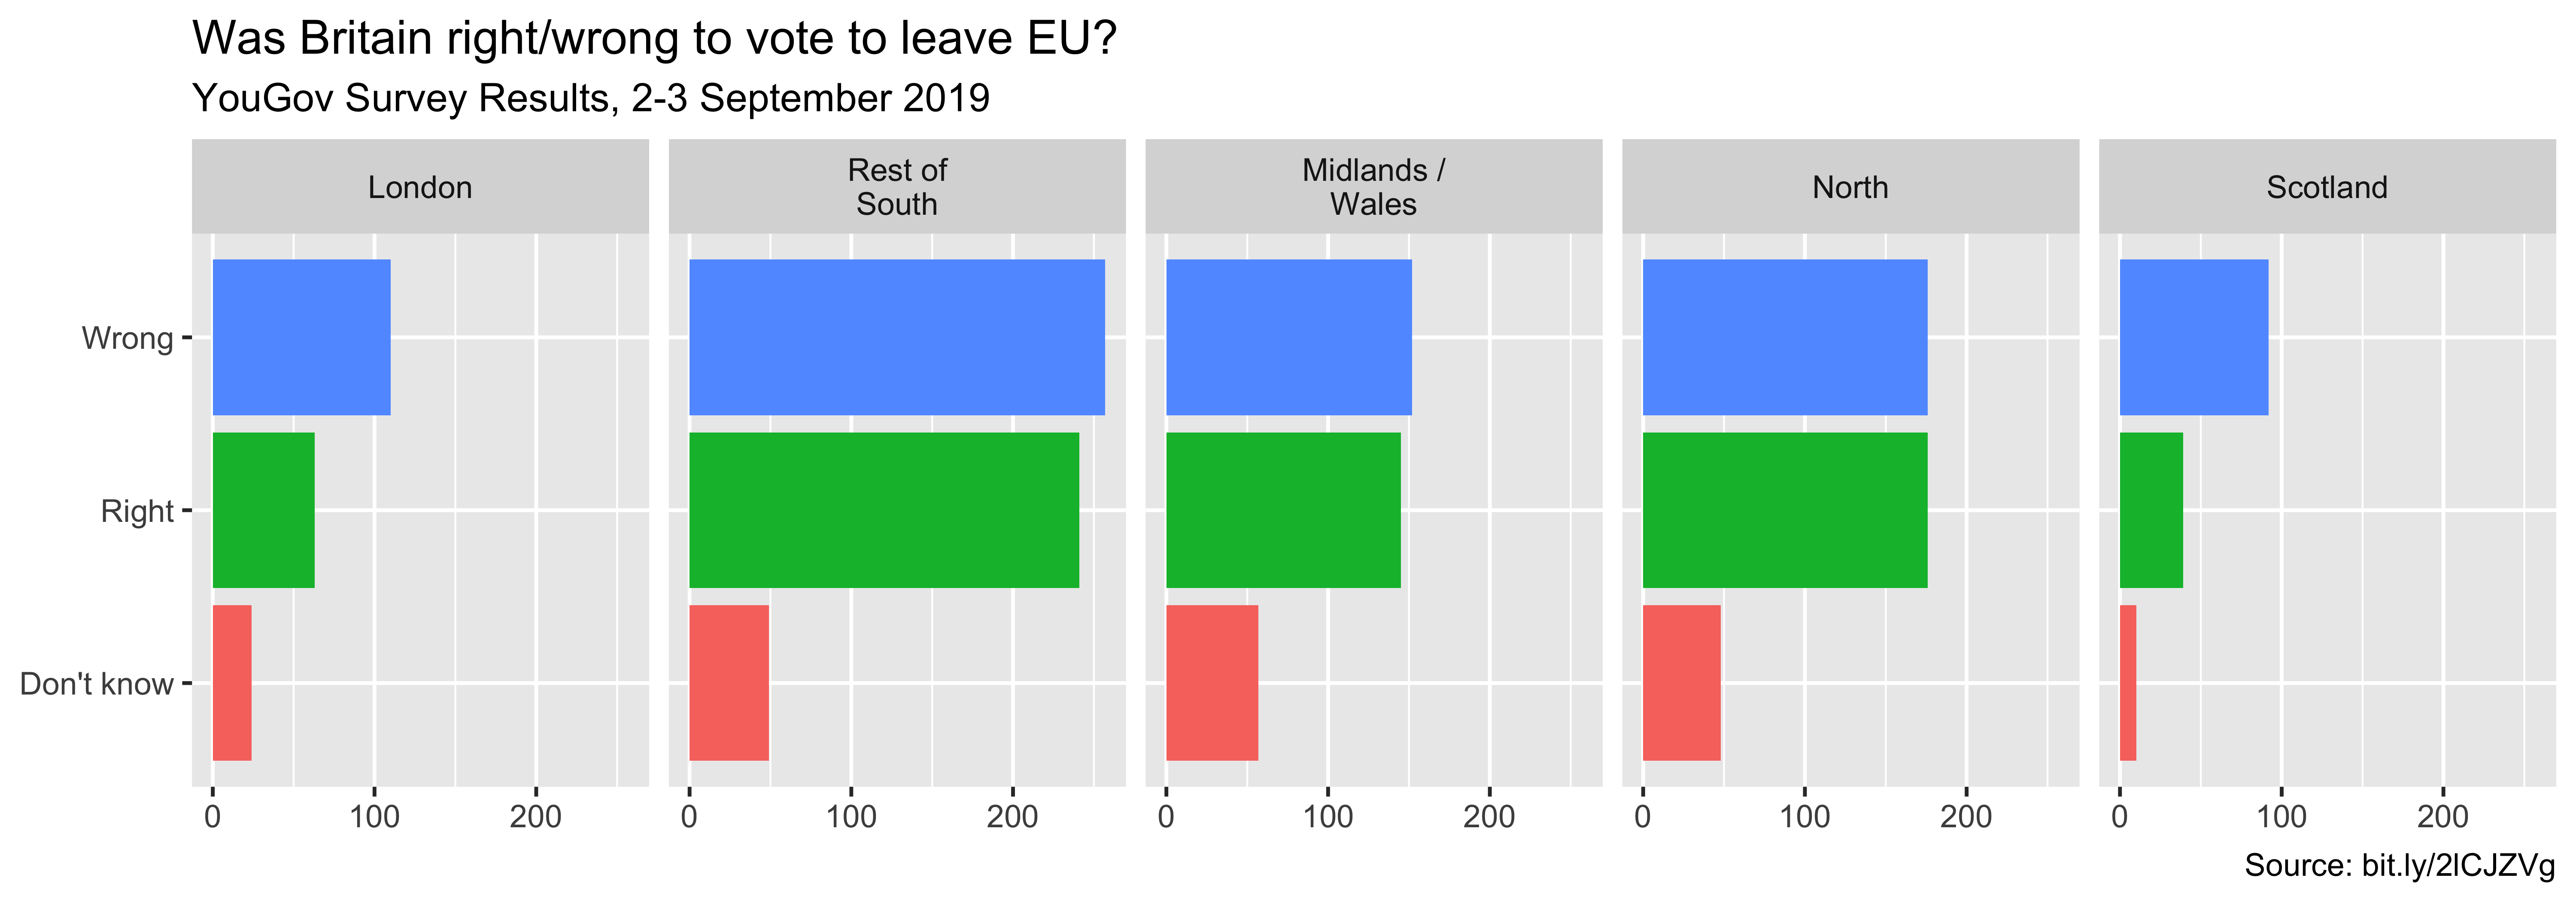 Was Britain right/wrong to vote to leave EU?
YouGov Survey Results, 2-3 September 2019
London
Rest of
South
Midlands /
Wales
North
Scotland
Wrong
Right
Don't know
0 100 200
0 100 200
0 100 200
0 100 200
0 100 200
Source: bit.ly/2lCJZVg